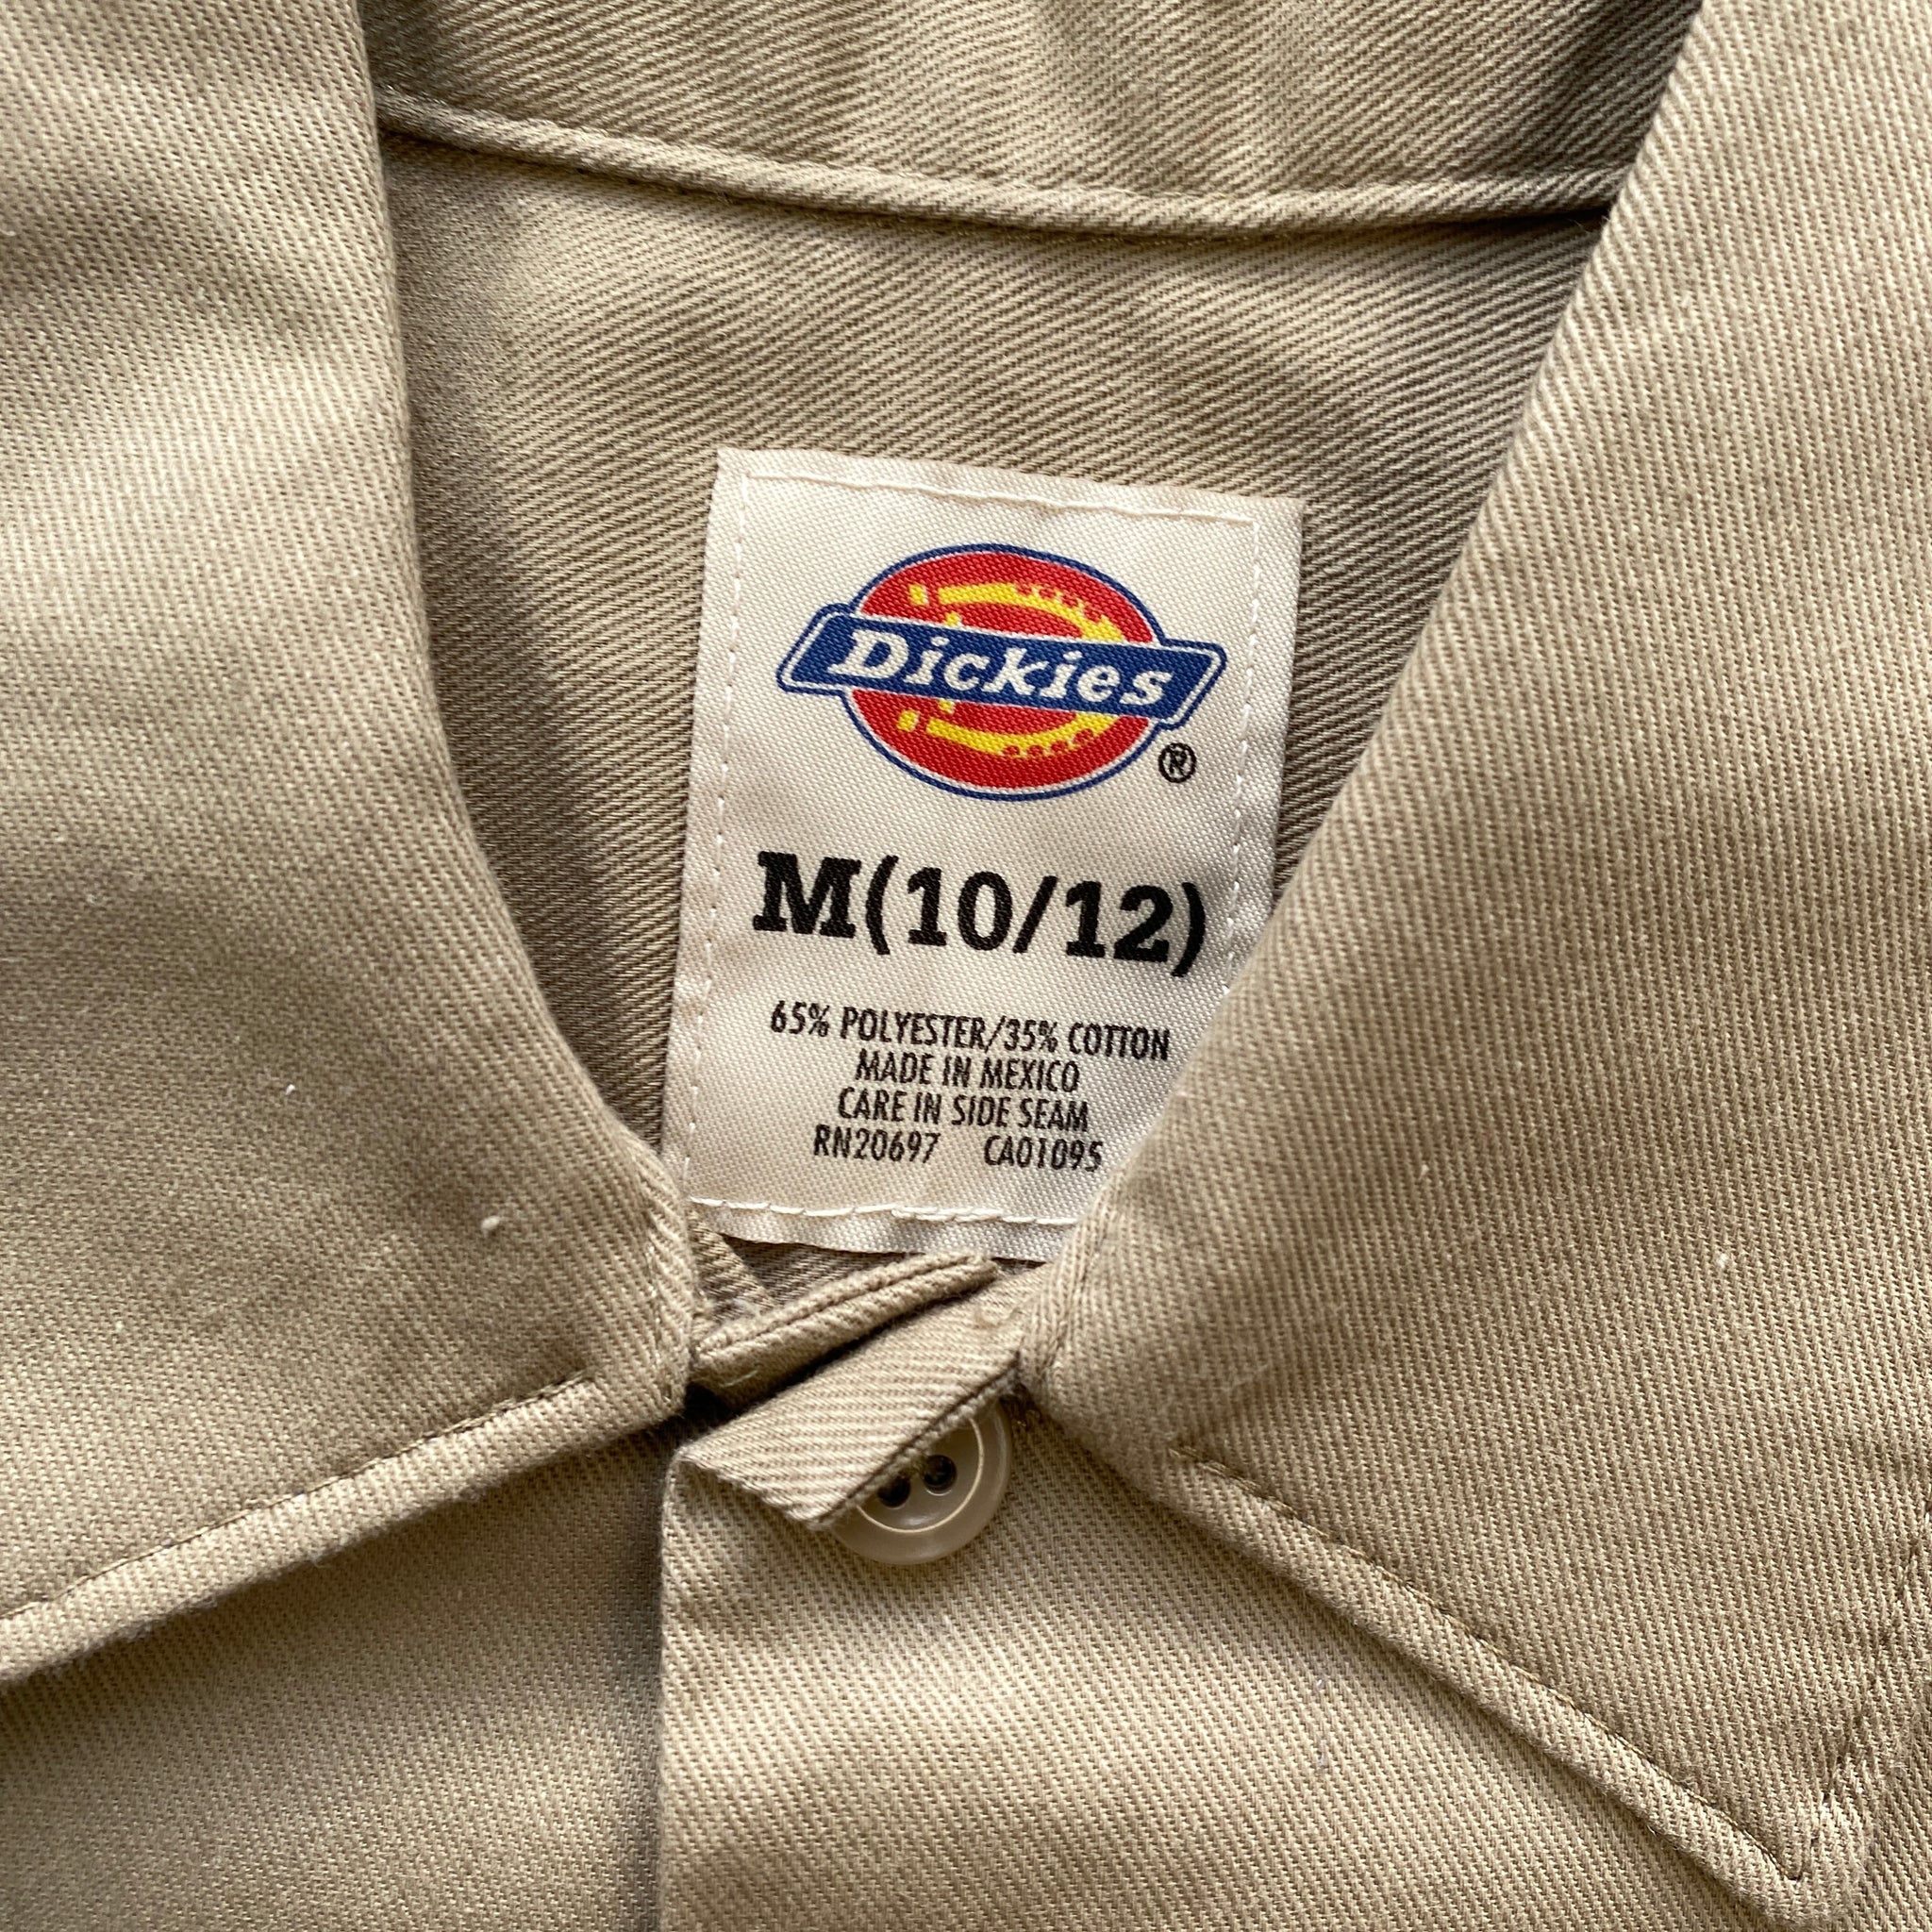 Dickies
®
M(10/12)
65% POLYESTER/35% COTTON
MADE IN MEXICO
CARE IN SIDE SEAM
RN20697 CA01095